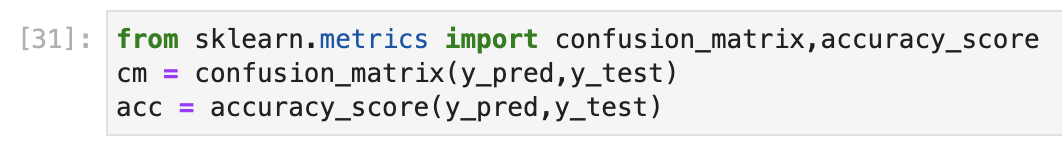 [31]: from sklearn.metrics import confusion_matrix,accuracy_score
cm = confusion_matrix(y_pred,y_test)
acc = accuracy_score(y_pred,y_test)